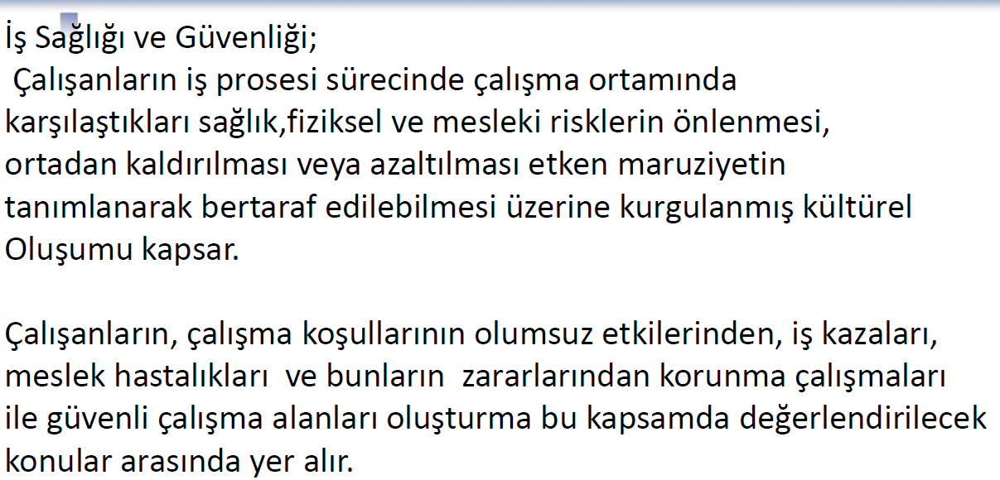 İş Sağlığı ve Güvenliği;
Çalışanların iş prosesi sürecinde çalışma ortamında
karşılaştıkları sağlık,fiziksel ve mesleki risklerin önlenmesi,
ortadan kaldırılması veya azaltılması etken maruziyetin
tanımlanarak bertaraf edilebilmesi üzerine kurgulanmış kültürel
Oluşumu kapsar.
Çalışanların, çalışma koşullarının olumsuz etkilerinden, iş kazaları,
meslek hastalıkları  ve bunların  zararlarından korunma çalışmaları
ile güvenli çalışma alanları oluşturma bu kapsamda değerlendirilecek
konular arasında yer alır.